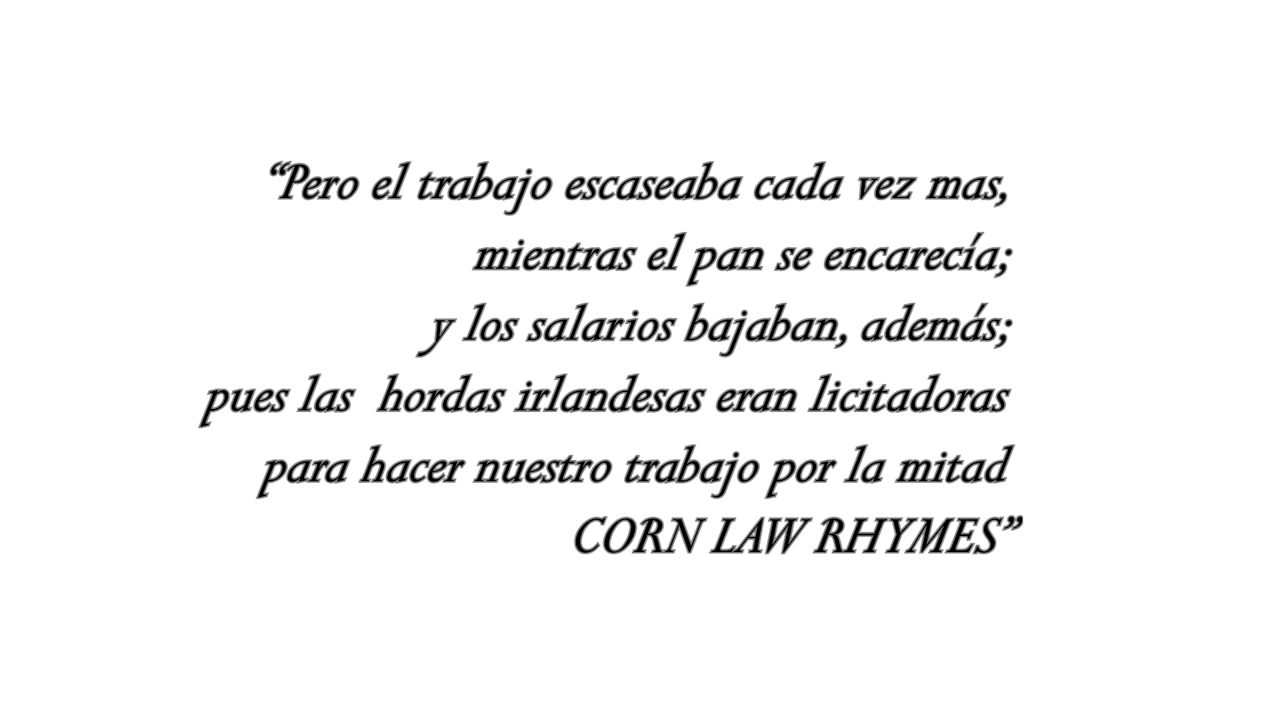 “Pero el trabajo escaseaba cada vez mas,
mientras el pan se encarecía;
y los salarios bajaban, además;
pues las  hordas irlandesas eran licitadoras
para hacer nuestro trabajo por la mitad
CORN LAW RHYMES”